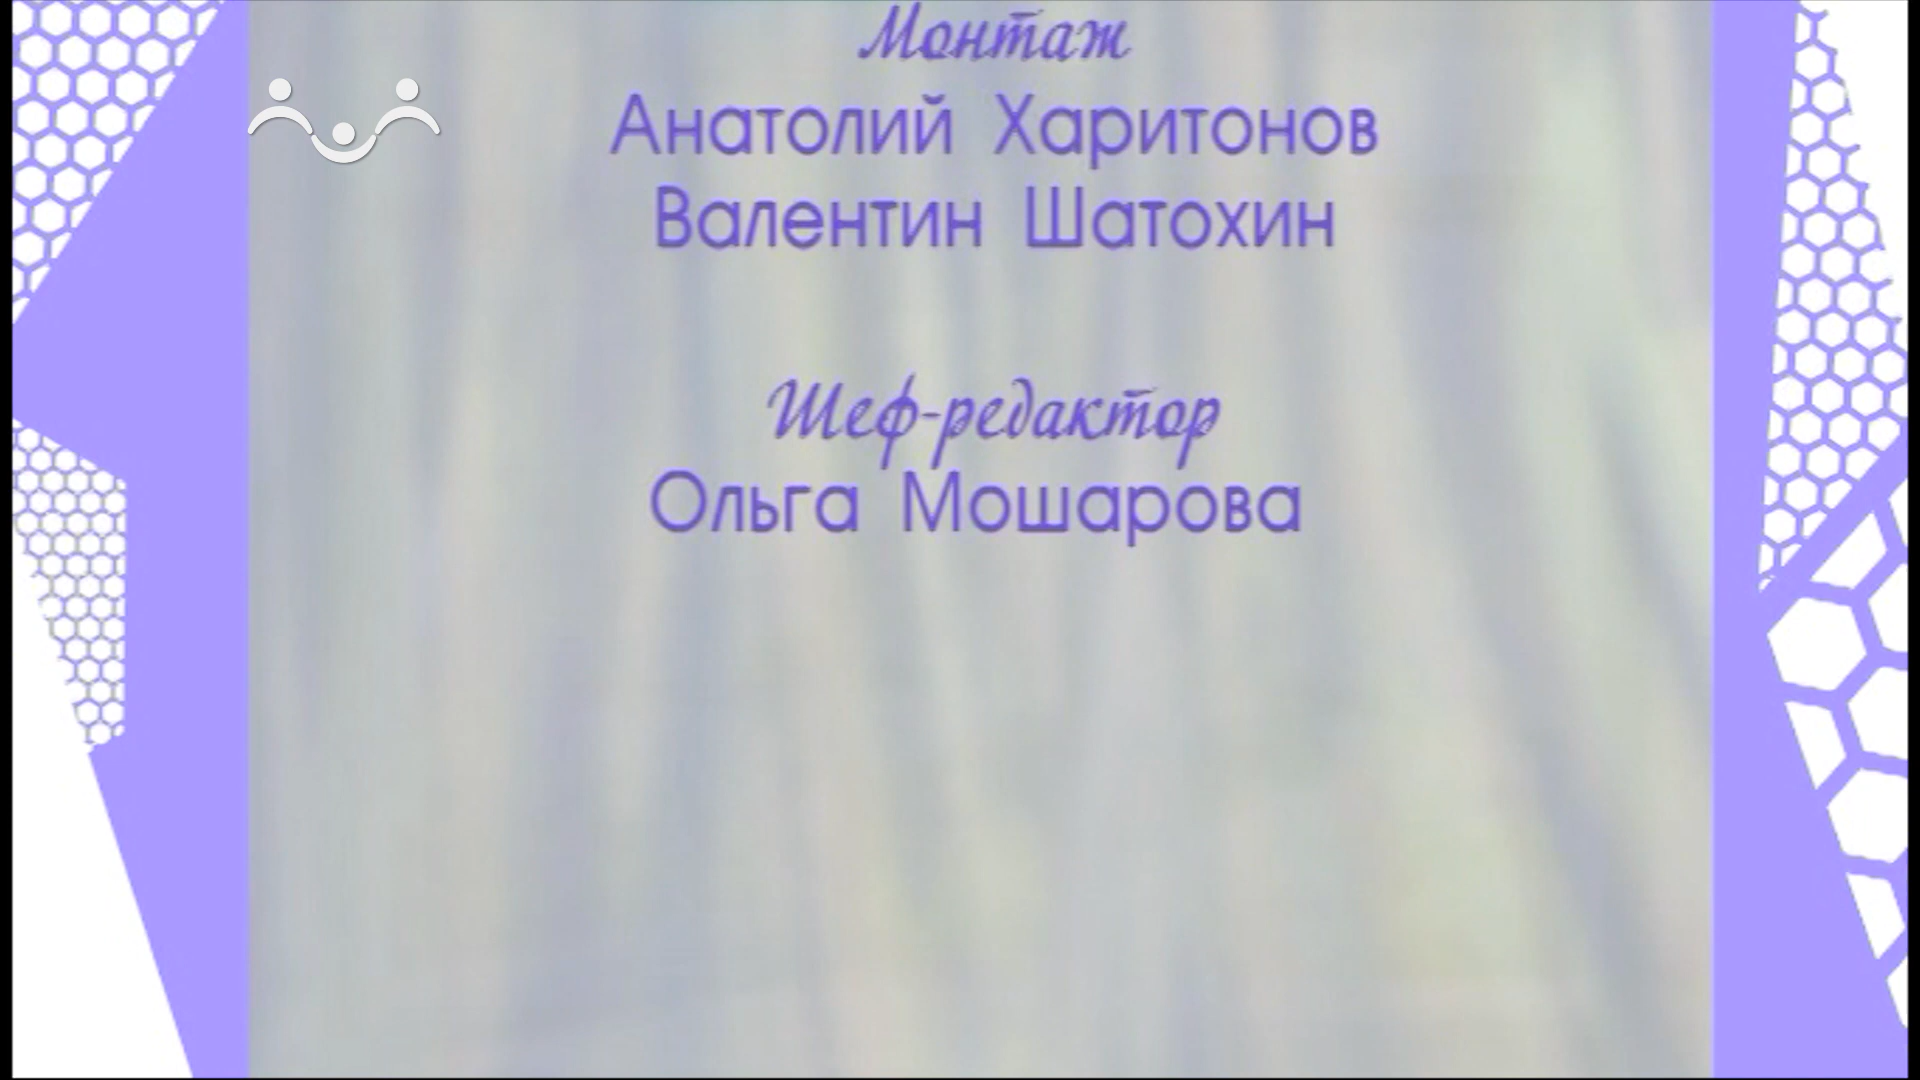 Монтаж
Анатолий Харитонов
Валентин Шатохин
Шеф-редактор
Ольга Мошарова